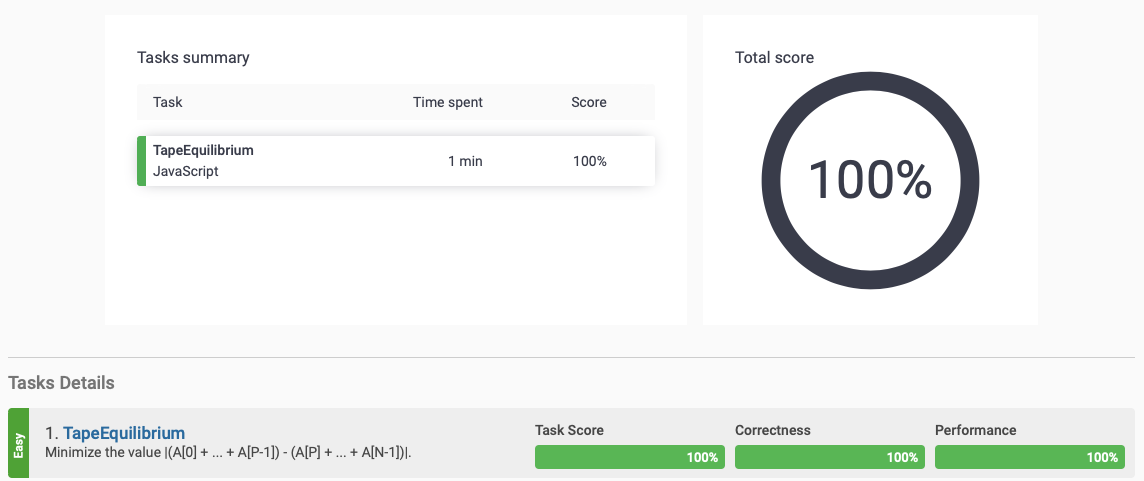 Tasks summary
Total score
Task Time spent Score
TapeEquilibrium
JavaScript
1 min 100%
100%
Tasks Details
Easy
1. TapeEquilibrium
Minimize the value |(A[0] + ... + A[P-1]) - (A[P] + ... + A[N-1])|.
Task Score Correctness Performance
100% 100% 100%